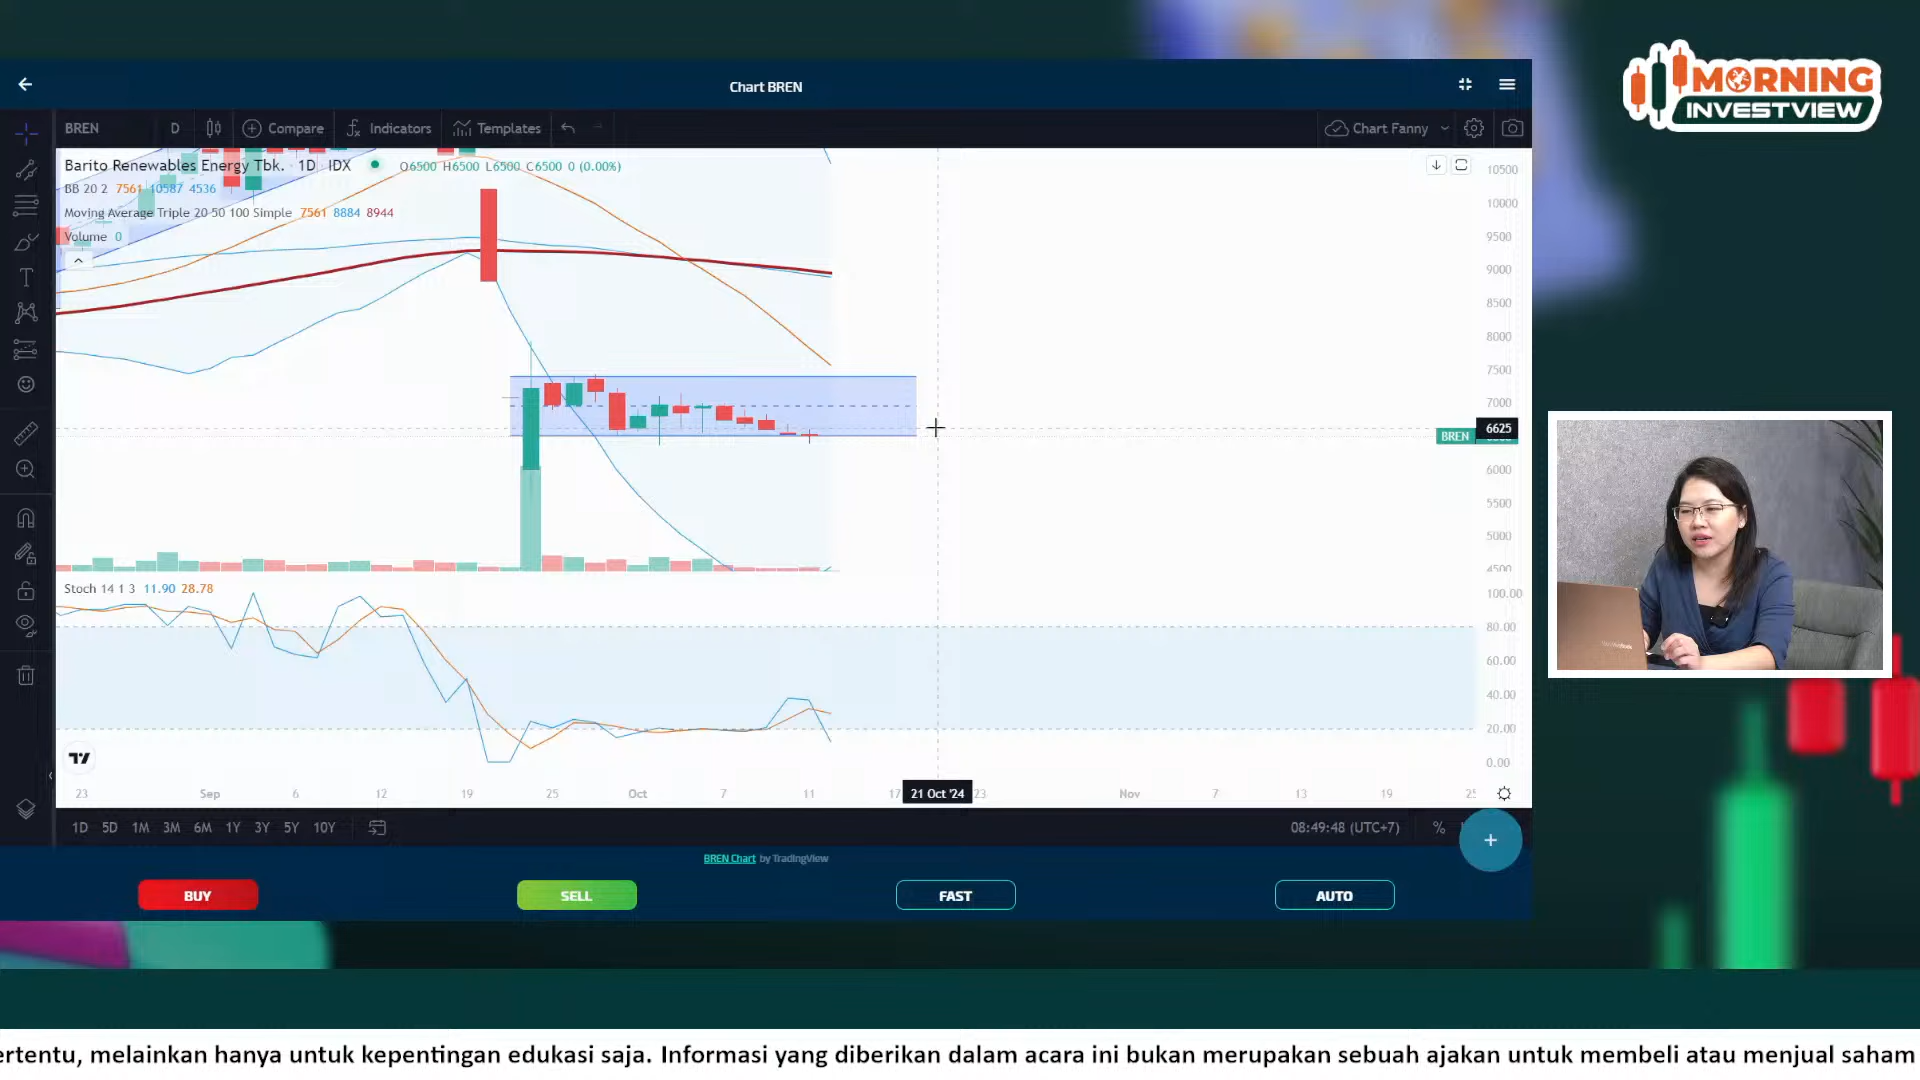 MORNING
INVESTVIEW
Chart BREN
BREN D Compare Indicators Templates Chart Fanny
Barito Renewables Energy Tbk. · 1D · IDX O6500 H6500 L6500 C6500 0 (0.00%)
BB 20 2 7561 10587 4536
Moving Average Triple 20 50 100 Simple 7561 8884 8944
Volume 0
10500
10000
9500
9000
8500
8000
7500
7000
6625
BREN
6000
5500
5000
4500
Stoch 14 1 3 11.90 28.78
100.00
80.00
60.00
40.00
20.00
0.00
23 Sep 6 12 19 25 Oct 7 11 17 21 Oct '24 23 Nov 7 13 19
1D 5D 1M 3M 6M 1Y 3Y 5Y 10Y 08:49:48 (UTC+7) %
BREN Chart by TradingView
BUY SELL FAST AUTO
ertentu, melainkan hanya untuk kepentingan edukasi saja. Informasi yang diberikan dalam acara ini bukan merupakan sebuah ajakan untuk membeli atau menjual saham